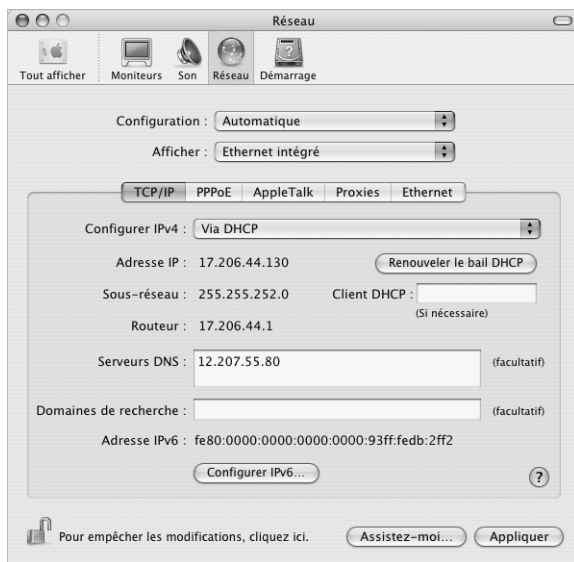 Réseau
Tout afficher Moniteurs Son Réseau Démarrage
Configuration : Automatique
Afficher : Ethernet intégré
TCP/IP PPPoE AppleTalk Proxies Ethernet
Configurer IPv4 : Via DHCP
Adresse IP : 17.206.44.130 Renouveler le bail DHCP
Sous-réseau : 255.255.252.0 Client DHCP :
(Si nécessaire)
Routeur : 17.206.44.1
Serveurs DNS : 12.207.55.80 (facultatif)
Domaines de recherche : (facultatif)
Adresse IPv6 : fe80:0000:0000:0000:0000:93ff:fedb:2ff2
Configurer IPv6... ?
Pour empêcher les modifications, cliquez ici. Assistez-moi... Appliquer